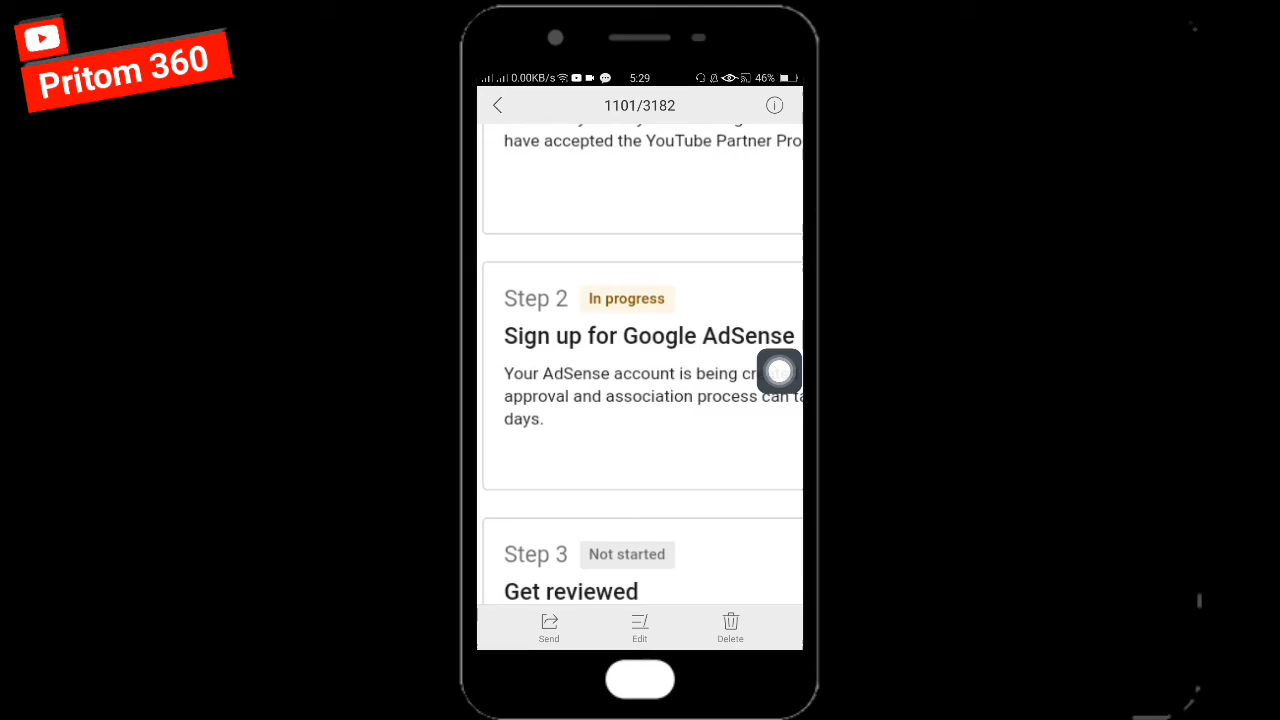 Pritom 360
0.00KB/s 5:29 46%
1101/3182
have accepted the YouTube Partner Pro
Step 2 In progress
Sign up for Google AdSense
Your AdSense account is being
approval and association process can ta
days.
Step 3 Not started
Get reviewed
Send Edit Delete